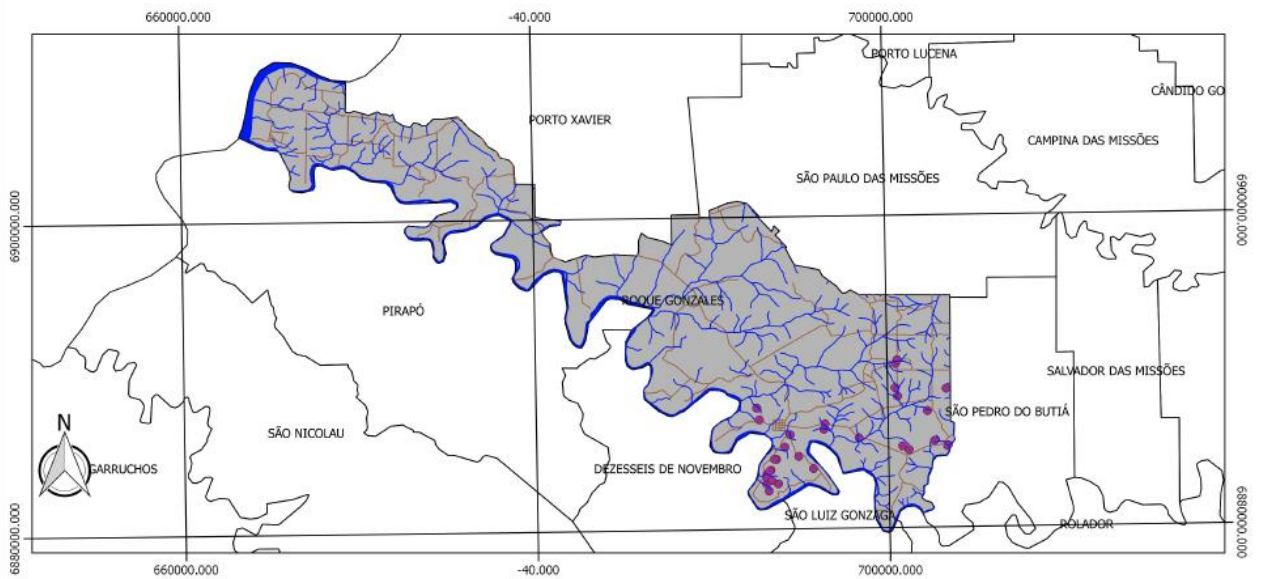 660000.000
-40.000
700000.000
PORTO LUCENA
CÂNDIDO GO
PORTO XAVIER
CAMPINA DAS MISSÕES
SÃO PAULO DAS MISSÕES
6900000.000
6900000.000
ROQUE GONZALES
PIRAPÓ
SALVADOR DAS MISSÕES
SÃO PEDRO DO BUTIÁ
N
SÃO NICOLAU
GARRUCHOS
DEZESSEIS DE NOVEMBRO
SÃO LUIZ GONZAGA
ROLADOR
6880000.000
6880000.000
660000.000
-40.000
700000.000